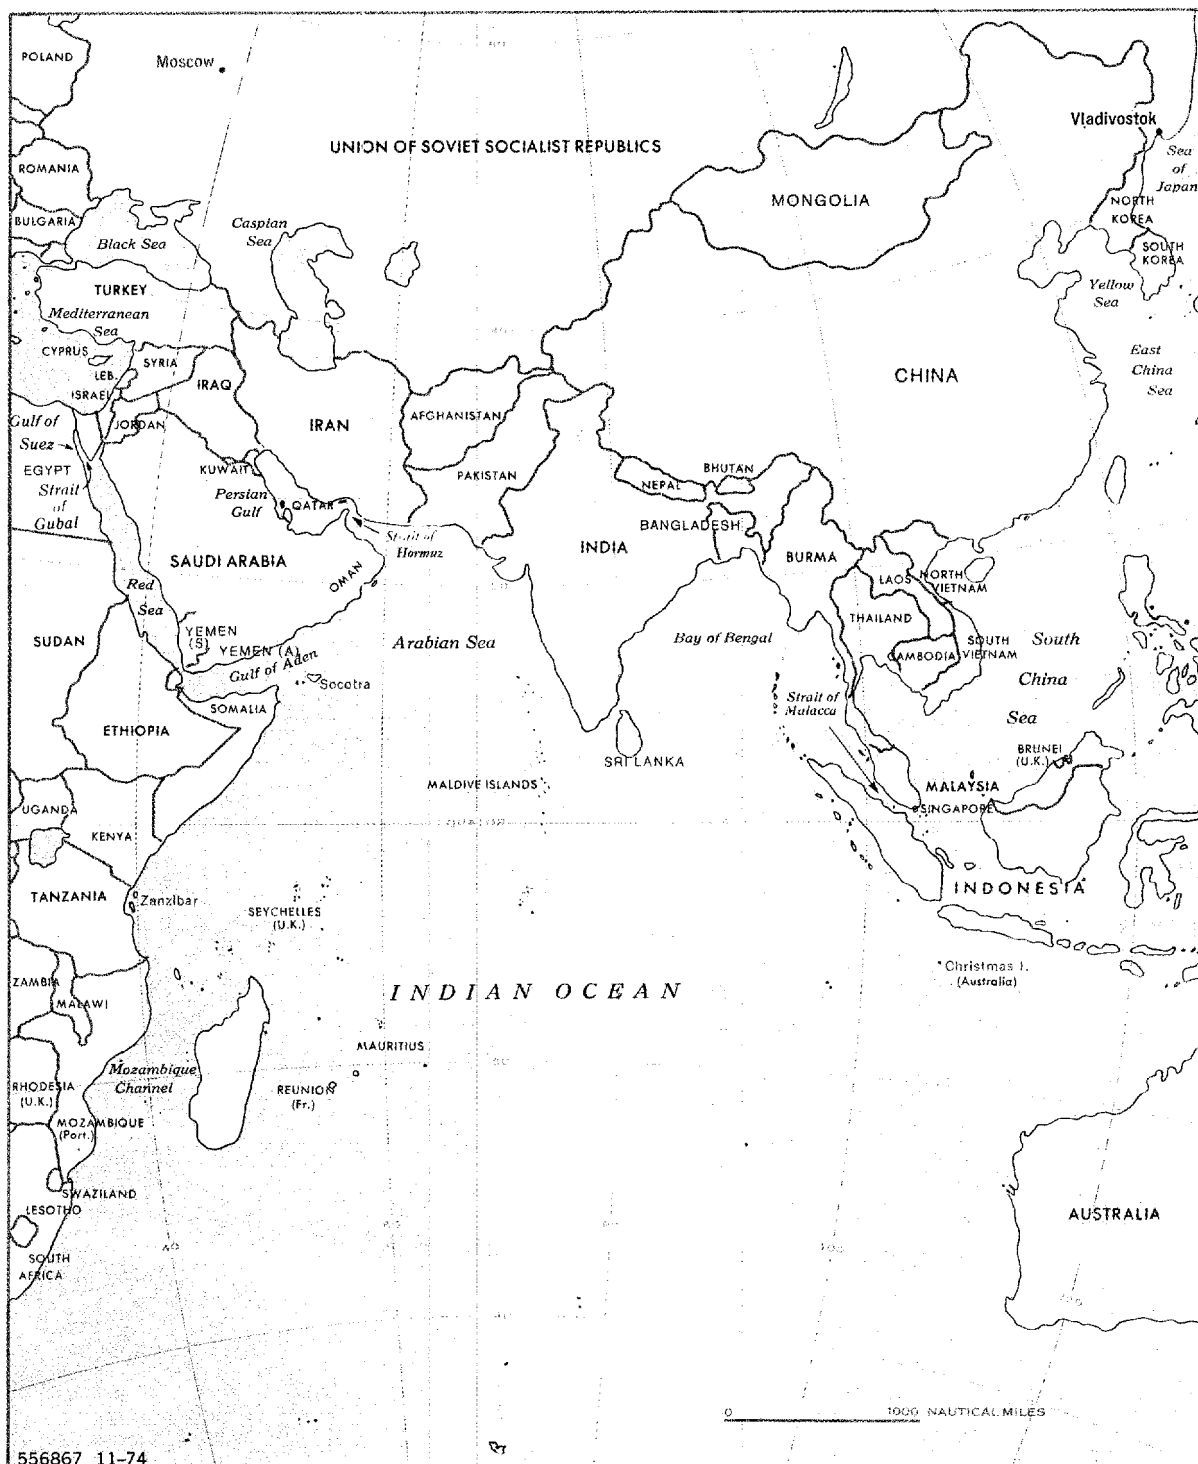 POLAND
Moscow
Vladivostok
UNION OF SOVIET SOCIALIST REPUBLICS
Sea
of
Japan
ROMANIA
MONGOLIA
NORTH
KOREA
BULGARIA
Black Sea
Caspian
Sea
SOUTH
KOREA
TURKEY
Yellow
Sea
Mediterranean
Sea
CYPRUS
SYRIA
LEB.
IRAQ
ISRAEL
East
China
Sea
CHINA
JORDAN
IRAN
AFGHANISTAN
Gulf of
Suez
KUWAIT
PAKISTAN
NEPAL
BHUTAN
EGYPT
Strait
of
Gubal
Persian
Gulf
QATAR
BANGLADESH
Strait of
Hormuz
INDIA
BURMA
SAUDI ARABIA
OMAN
LAOS
NORTH
VIETNAM
Red
Sea
THAILAND
SUDAN
YEMEN
(S)
YEMEN (A)
Arabian Sea
Bay of Bengal
SOUTH
VIETNAM
CAMBODIA
South
China
Sea
Gulf of Aden
Socotra
SOMALIA
Strait of
Malacca
ETHIOPIA
SRI LANKA
BRUNEI
(U.K.)
MALDIVE ISLANDS
MALAYSIA
SINGAPORE
UGANDA
KENYA
TANZANIA
Zanzibar
INDONESIA
SEYCHELLES
(U.K.)
Christmas I.
(Australia)
ZAMBIA
MALAWI
INDIAN OCEAN
MAURITIUS
Mozambique
Channel
RHODESIA
(U.K.)
REUNION
(Fr.)
MOZAMBIQUE
(Port.)
SWAZILAND
LESOTHO
AUSTRALIA
SOUTH
AFRICA
40
100
0 1000 NAUTICAL MILES
556867 11-74